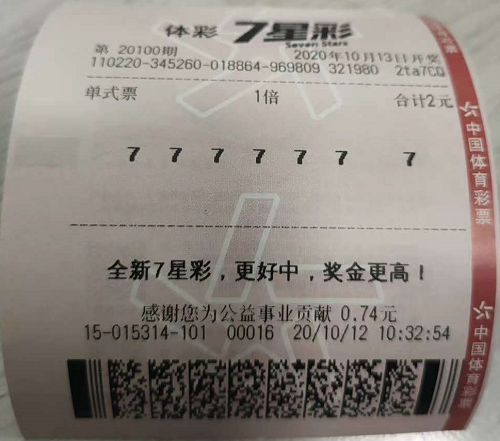 体彩 7星彩
Seven Stars
第 20100期 2020年10月13日开奖
110220-345260-018864-969809 321980 2ta7CQ
单式票 1倍 合计2元
7 7 7 7 7 7 7
全新7星彩，更好中，奖金更高！
感谢您为公益事业贡献 0.74元
15-015314-101 00016 20/10/12 10:32:54
中国体育彩票
中国体育彩票